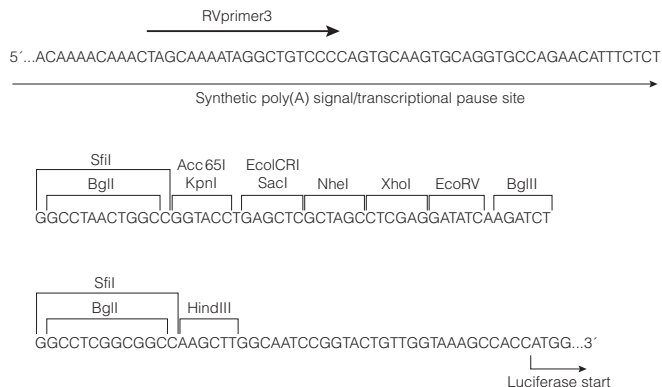 RVprimer3
5´...ACAAAACAAACTAGCAAAATAGGCTGTCCCCAGTGCAAGTGCAGGTGCCAGAACATTTCTCT
Synthetic poly(A) signal/transcriptional pause site
SfiI
Acc65I EcolCRI
BglI KpnI SacI NheI XhoI EcoRV BglII
GGCCTAACTGGCCGGTACCTGAGCTCGCTAGCCTCGAGGATATCAAGATCT
SfiI
BglI HindIII
GGCCTCGGCGGCCAAGCTTGGCAATCCGGTACTGTTGGTAAAGCCACCATGG...3´
Luciferase start